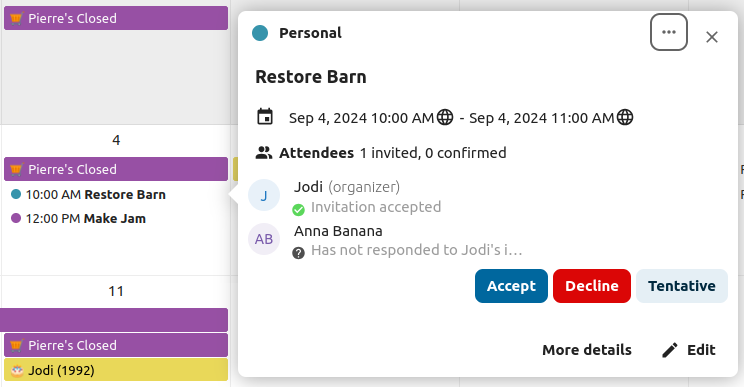 Pierre's Closed
4
Pierre's Closed
10:00 AM Restore Barn
12:00 PM Make Jam
11
Pierre's Closed
Jodi (1992)
Personal
Restore Barn
Sep 4, 2024 10:00 AM - Sep 4, 2024 11:00 AM
Attendees 1 invited, 0 confirmed
J
Jodi (organizer)
Invitation accepted
AB
Anna Banana
Has not responded to Jodi's i…
Accept Decline Tentative
More details Edit